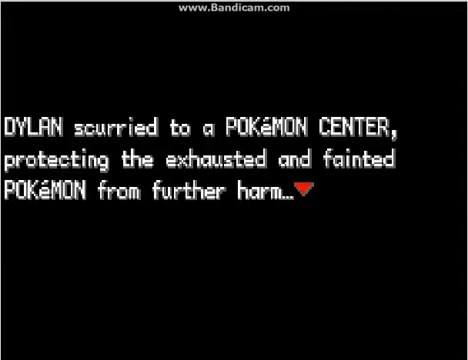 www.Bandicam.com
DYLAN scurried to a POKéMON CENTER,
protecting the exhausted and fainted
POKéMON from further harm…